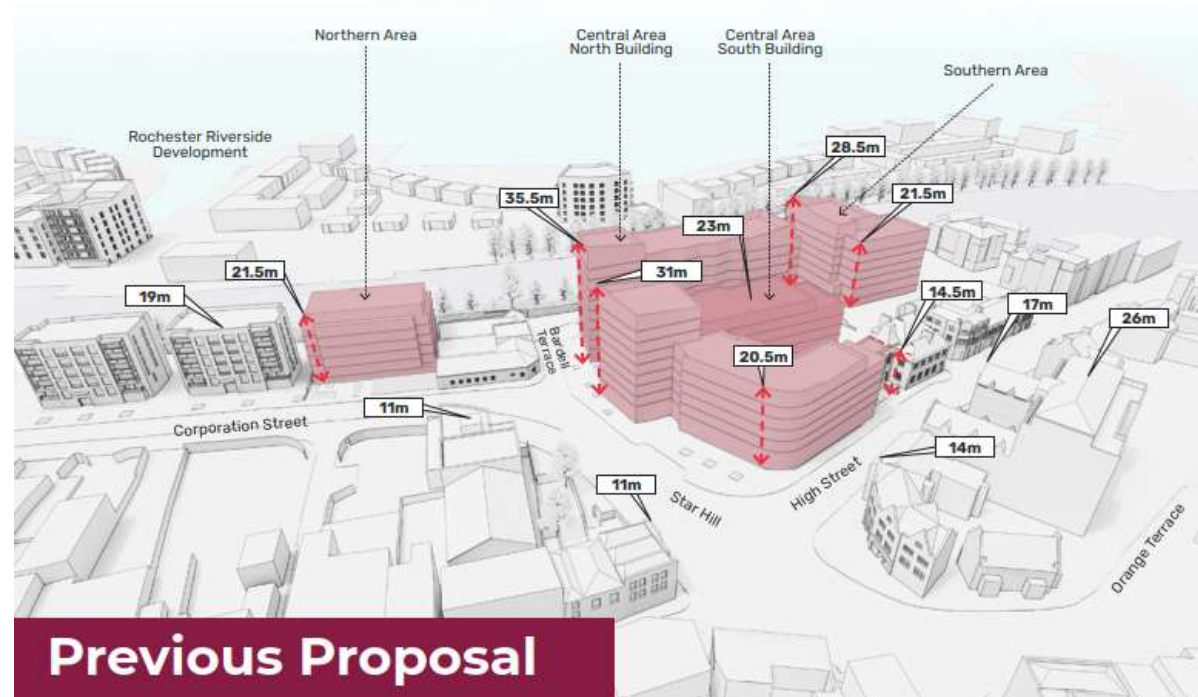 Northern Area
Central Area
North Building
Central Area
South Building
Southern Area
Rochester Riverside
Development
28.5m
35.5m
21.5m
23m
21.5m
31m
19m
14.5m
17m
26m
Bardell
Terrace
20.5m
11m
Corporation Street
14m
11m
Star Hill
High Street
Orange Terrace
Previous Proposal